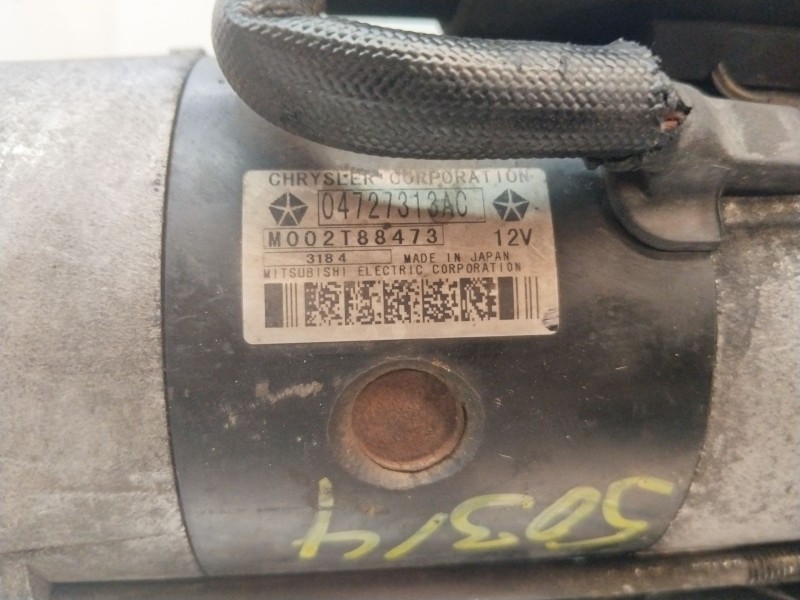 CHRYSLER CORPORATION
04727313AC
M002T88473 12V
3184 MADE IN JAPAN
MITSUBISHI ELECTRIC CORPORATION
50314